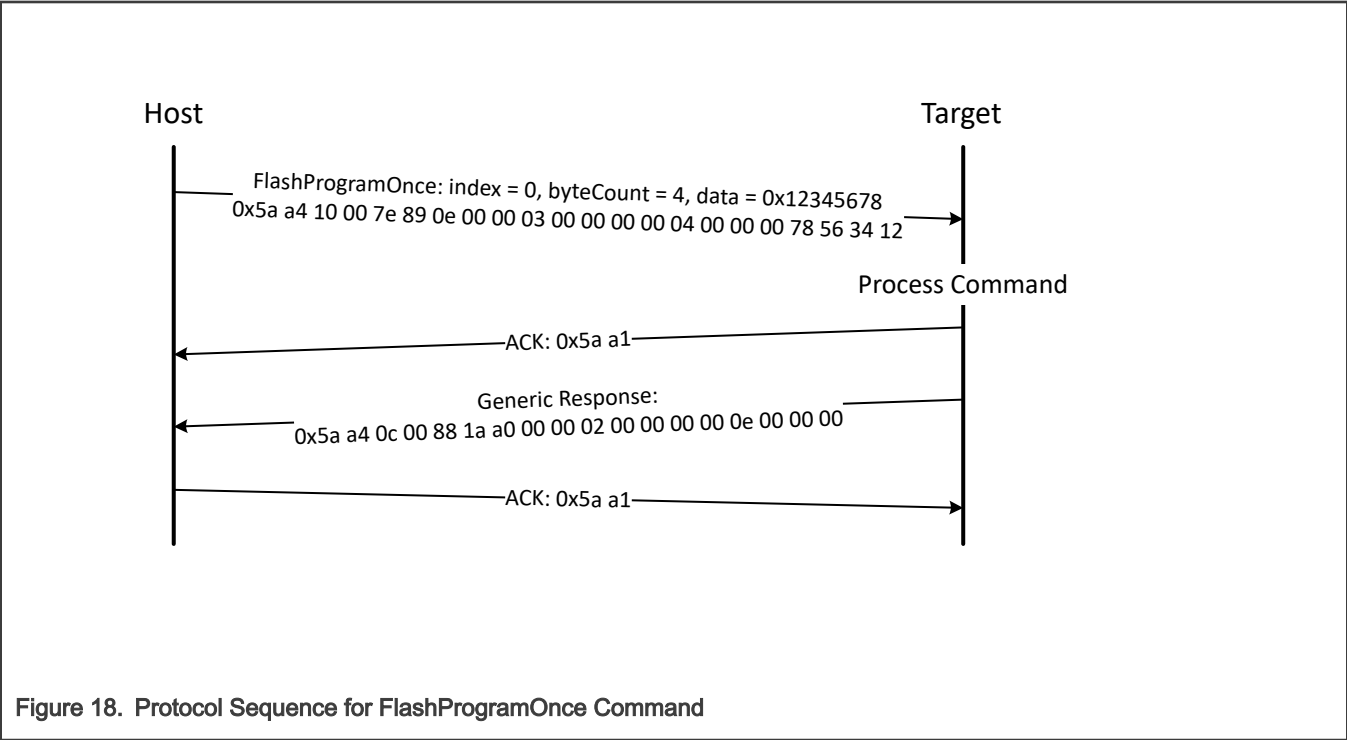 Host
Target
FlashProgramOnce: index = 0, byteCount = 4, data = 0x12345678
0x5a a4 10 00 7e 89 0e 00 00 03 00 00 00 00 04 00 00 00 78 56 34 12
Process Command
ACK: 0x5a a1
Generic Response:
0x5a a4 0c 00 88 1a a0 00 00 02 00 00 00 00 0e 00 00 00
ACK: 0x5a a1
Figure 18. Protocol Sequence for FlashProgramOnce Command